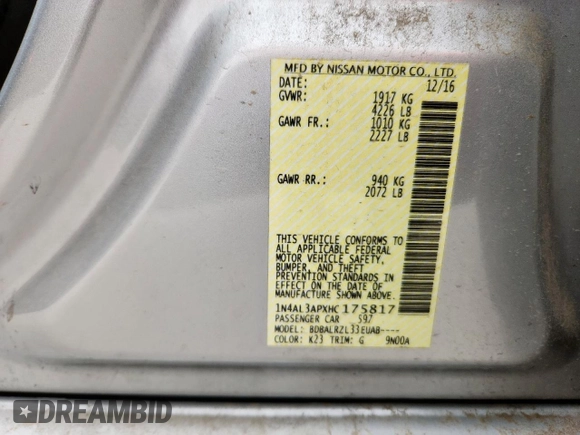 MFD BY NISSAN MOTOR CO., LTD.
DATE: 12/16
GVWR: 1917 KG
4226 LB
GAWR FR.: 1010 KG
2227 LB
GAWR RR.: 940 KG
2072 LB
THIS VEHICLE CONFORMS TO
ALL APPLICABLE FEDERAL
MOTOR VEHICLE SAFETY,
BUMPER, AND THEFT
PREVENTION STANDARDS IN
EFFECT ON THE DATE OF
MANUFACTURE SHOWN ABOVE.
1N4AL3APXHC175817
PASSENGER CAR 597
MODEL: BDBALRZL33EUAB----
COLOR: K23 TRIM: G 9N00A
DREAMBID